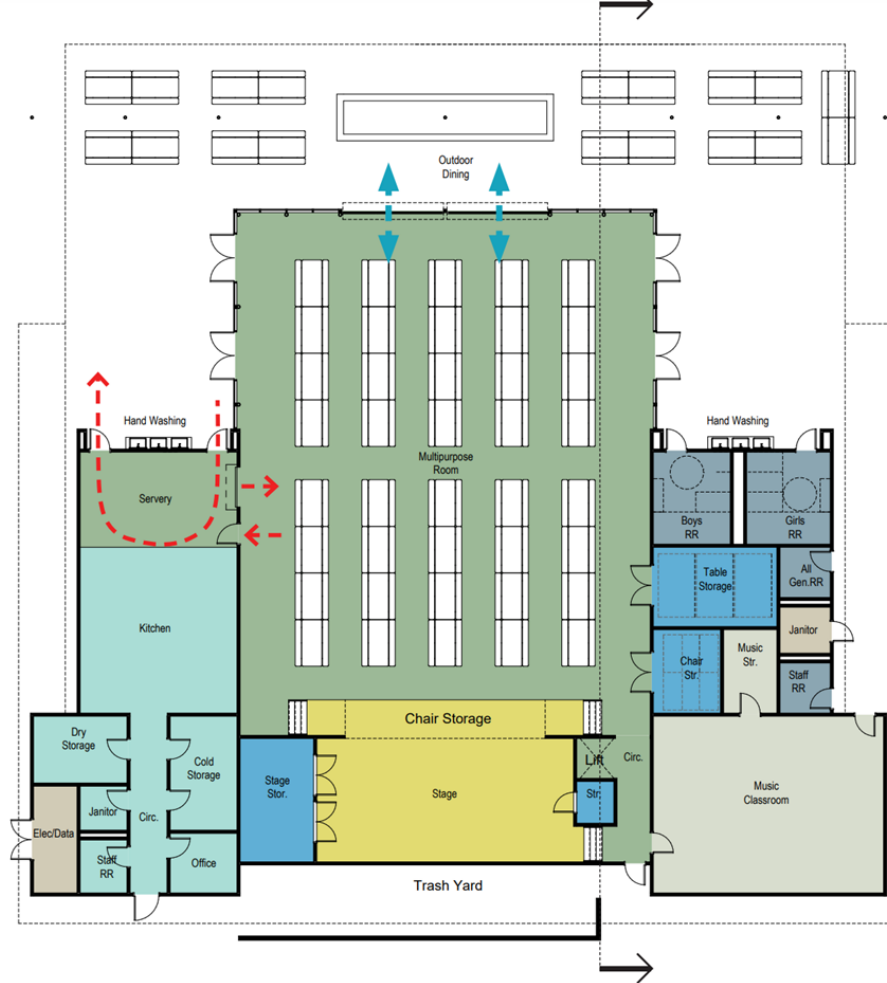 Outdoor
Dining
Hand Washing
Hand Washing
Multipurpose
Room
Servery
Boys
RR
Girls
RR
Table
Storage
All
Gen.RR
Kitchen
Janitor
Music
Str.
Chair
Str.
Staff
RR
Chair Storage
Dry
Storage
Cold
Storage
Lift
Circ.
Stage
Stor.
Stage
Str.
Music
Classroom
Janitor
Circ.
Elec/Data
Staff
RR
Office
Trash Yard